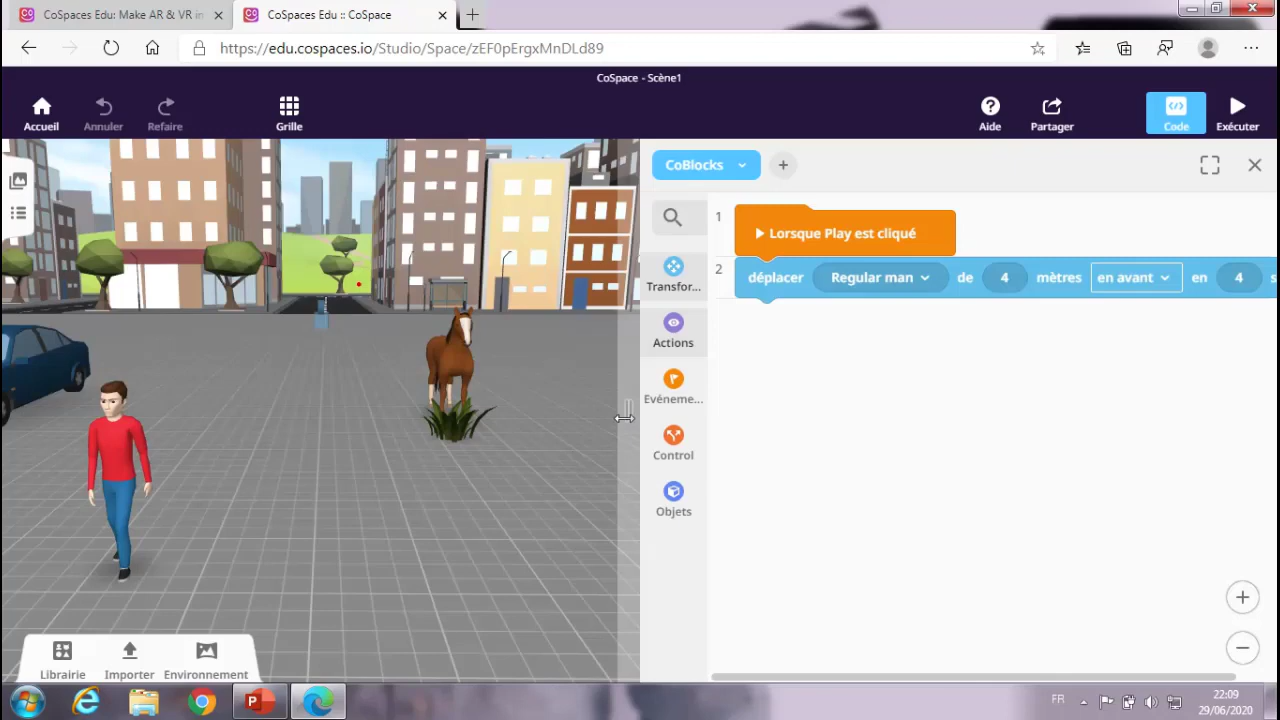 CoSpaces Edu: Make AR & VR in
CoSpaces Edu :: CoSpace
https://edu.cospaces.io/Studio/Space/zEF0pErgxMnDLd89
CoSpace - Scène1
Accueil
Annuler
Refaire
Grille
Aide
Partager
Code
Exécuter
CoBlocks
1
Lorsque Play est cliqué
2
déplacer Regular man de 4 mètres en avant en 4 s
Transfor...
Actions
Evéneme...
Control
Objets
Librairie
Importer
Environnement
FR
22:09
29/06/2020